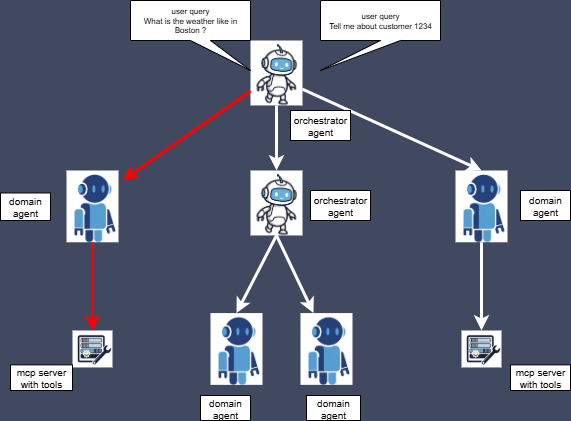 user query
What is the weather like in
Boston ?
user query
Tell me about customer 1234
orchestrator
agent
domain
agent
orchestrator
agent
domain
agent
mcp server
with tools
domain
agent
domain
agent
mcp server
with tools